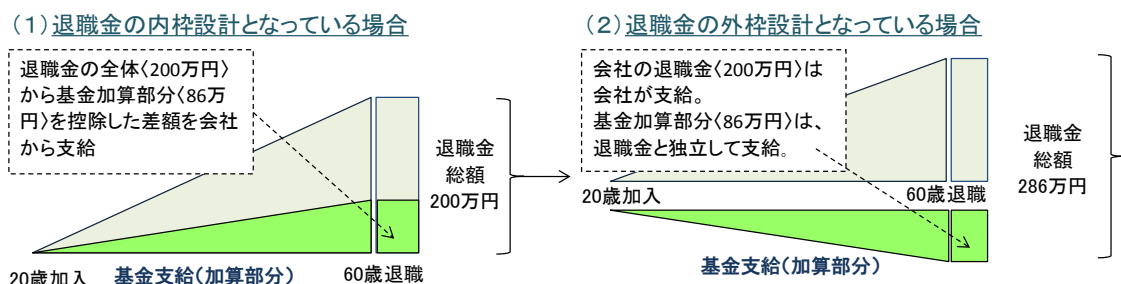 (1)退職金の内枠設計となっている場合
退職金の全体〈200万円〉
から基金加算部分〈86万
円〉を控除した差額を会社
から支給
退職金
総額
200万円
20歳加入
基金支給(加算部分)
60歳退職
(2)退職金の外枠設計となっている場合
会社の退職金〈200万円〉は
会社が支給。
基金加算部分〈86万円〉は、
退職金と独立して支給。
20歳加入
60歳退職
退職金
総額
286万円
基金支給(加算部分)